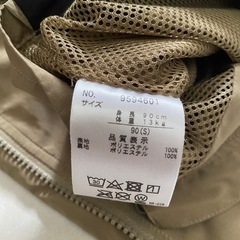 NO. 9594601
サイズ
身長 90cm
体重 13kg
90(S)
品質表示
表地 ポリエステル 100%
裏地 ポリエステル 100%